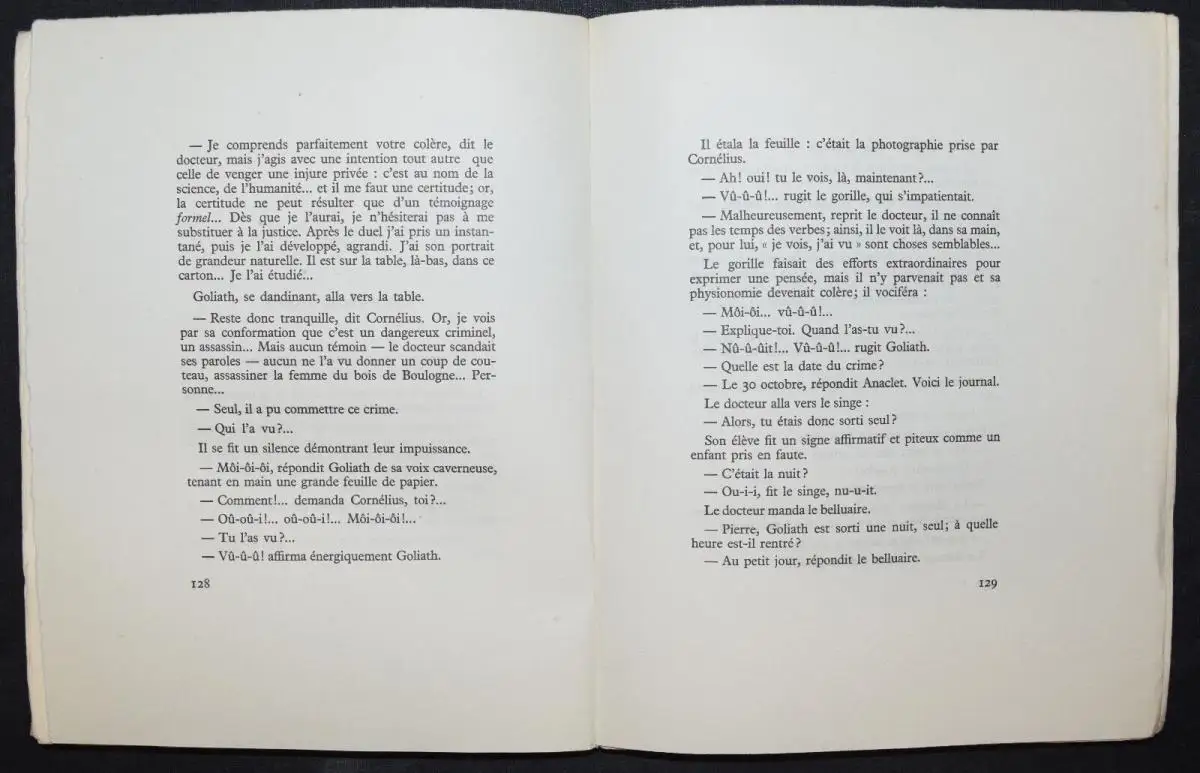 — Je comprends parfaitement votre colère, dit le
docteur, mais j'agis avec une intention tout autre que
celle de venger une injure privée : c'est au nom de la
science, de l'humanité... et il me faut une certitude; or,
la certitude ne peut résulter que d'un témoignage
formel... Dès que je l'aurai, je n'hésiterai pas à me
substituer à la justice. Après le duel j'ai pris un instan-
tané, puis je l'ai développé, agrandi. J'ai son portrait
de grandeur naturelle. Il est sur la table, là-bas, dans ce
carton... Je l'ai étudié...
Goliath, se dandinant, alla vers la table.
— Reste donc tranquille, dit Cornélius. Or, je vois
par sa conformation que c'est un dangereux criminel,
un assassin... Mais aucun témoin — le docteur scandait
ses paroles — aucun ne l'a vu donner un coup de cou-
teau, assassiner la femme du bois de Boulogne... Per-
sonne...
— Seul, il a pu commettre ce crime.
— Qui l'a vu?...
Il se fit un silence démontrant leur impuissance.
— Môi-ôi-ôi, répondit Goliath de sa voix caverneuse,
tenant en main une grande feuille de papier.
— Comment!... demanda Cornélius, toi?...
— Oû-oû-i!... oû-oû-i!... Môi-ôi-ôi!...
— Tu l'as vu?...
— Vû-û-û! affirma énergiquement Goliath.
128
Il étala la feuille : c'était la photographie prise par
Cornélius.
— Ah! oui! tu le vois, là, maintenant?...
— Vû-û-û!... rugit le gorille, qui s'impatientait.
— Malheureusement, reprit le docteur, il ne connaît
pas les temps des verbes; ainsi, il le voit là, dans sa main,
et, pour lui, « je vois, j'ai vu » sont choses semblables...
Le gorille faisait des efforts extraordinaires pour
exprimer une pensée, mais il n'y parvenait pas et sa
physionomie devenait colère; il vociféra :
— Môi-ôi... vû-û-û!...
— Explique-toi. Quand l'as-tu vu?...
— Nû-û-ûit!... Vû-û-û!... rugit Goliath.
— Quelle est la date du crime?
— Le 30 octobre, répondit Anaclet. Voici le journal.
Le docteur alla vers le singe :
— Alors, tu étais donc sorti seul?
Son élève fit un signe affirmatif et piteux comme un
enfant pris en faute.
— C'était la nuit?
— Ou-i-i, fit le singe, nu-u-it.
Le docteur manda le belluaire.
— Pierre, Goliath est sorti une nuit, seul; à quelle
heure est-il rentré?
— Au petit jour, répondit le belluaire.
129